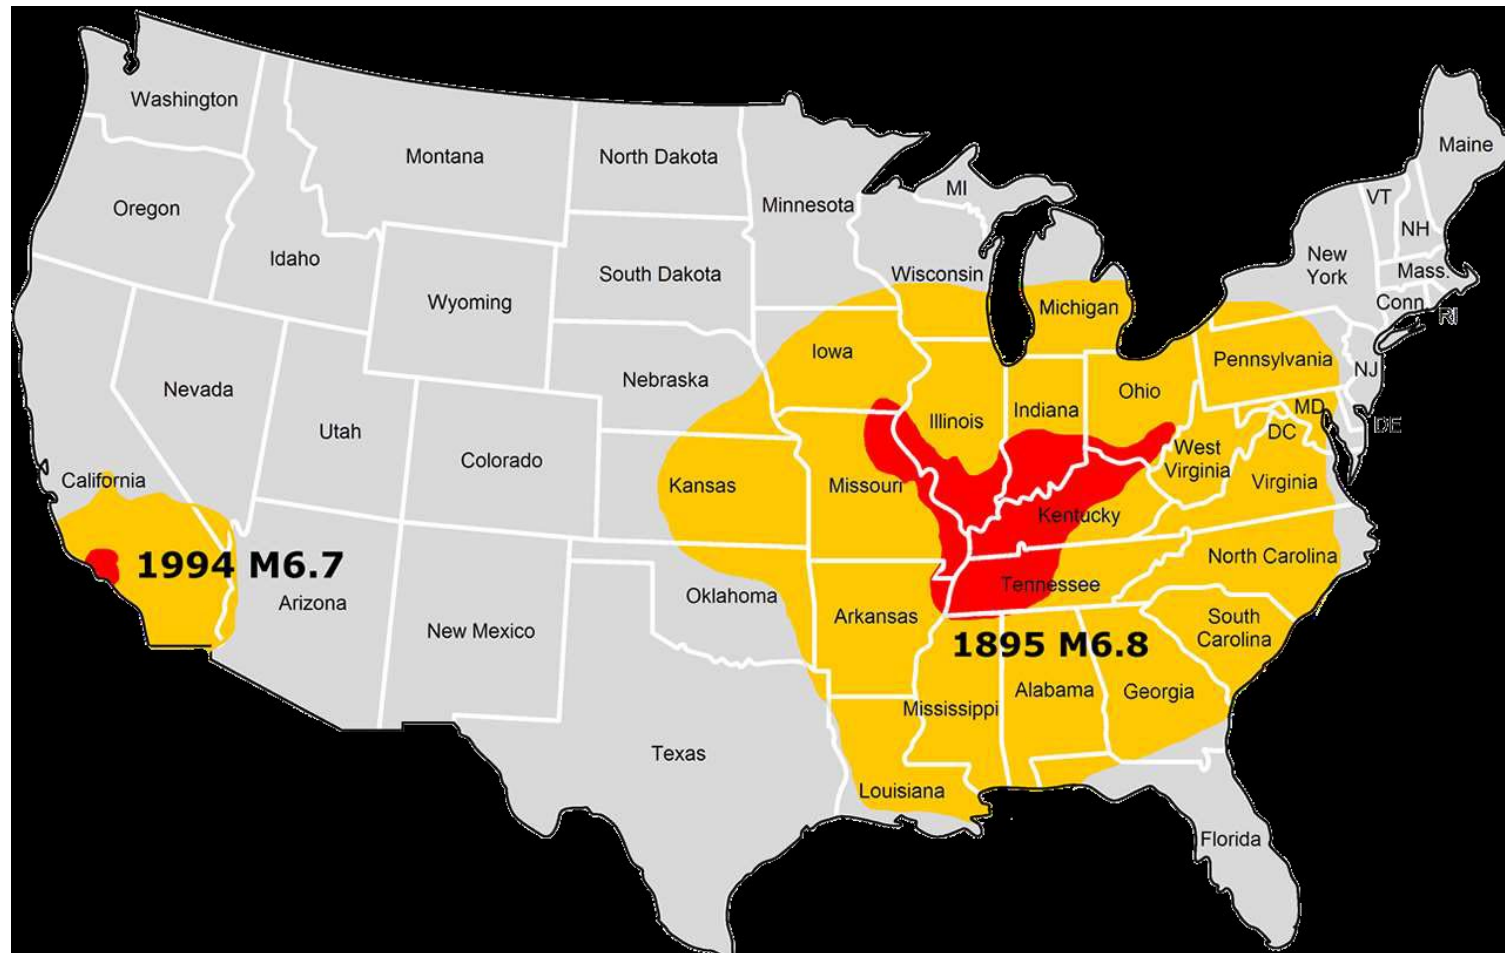 Washington
Montana
North Dakota
Minnesota
MI
Maine
VT
NH
Oregon
Idaho
Wyoming
South Dakota
Wisconsin
Michigan
New
York
Mass.
Conn.
RI
Nevada
Utah
Colorado
Nebraska
Iowa
Illinois
Indiana
Ohio
Pennsylvania
NJ
MD
DE
DC
California
Kansas
Missouri
Kentucky
West
Virginia
Virginia
1994 M6.7
Arizona
New Mexico
Oklahoma
Arkansas
Tennessee
North Carolina
South
Carolina
1895 M6.8
Texas
Louisiana
Mississippi
Alabama
Georgia
Florida